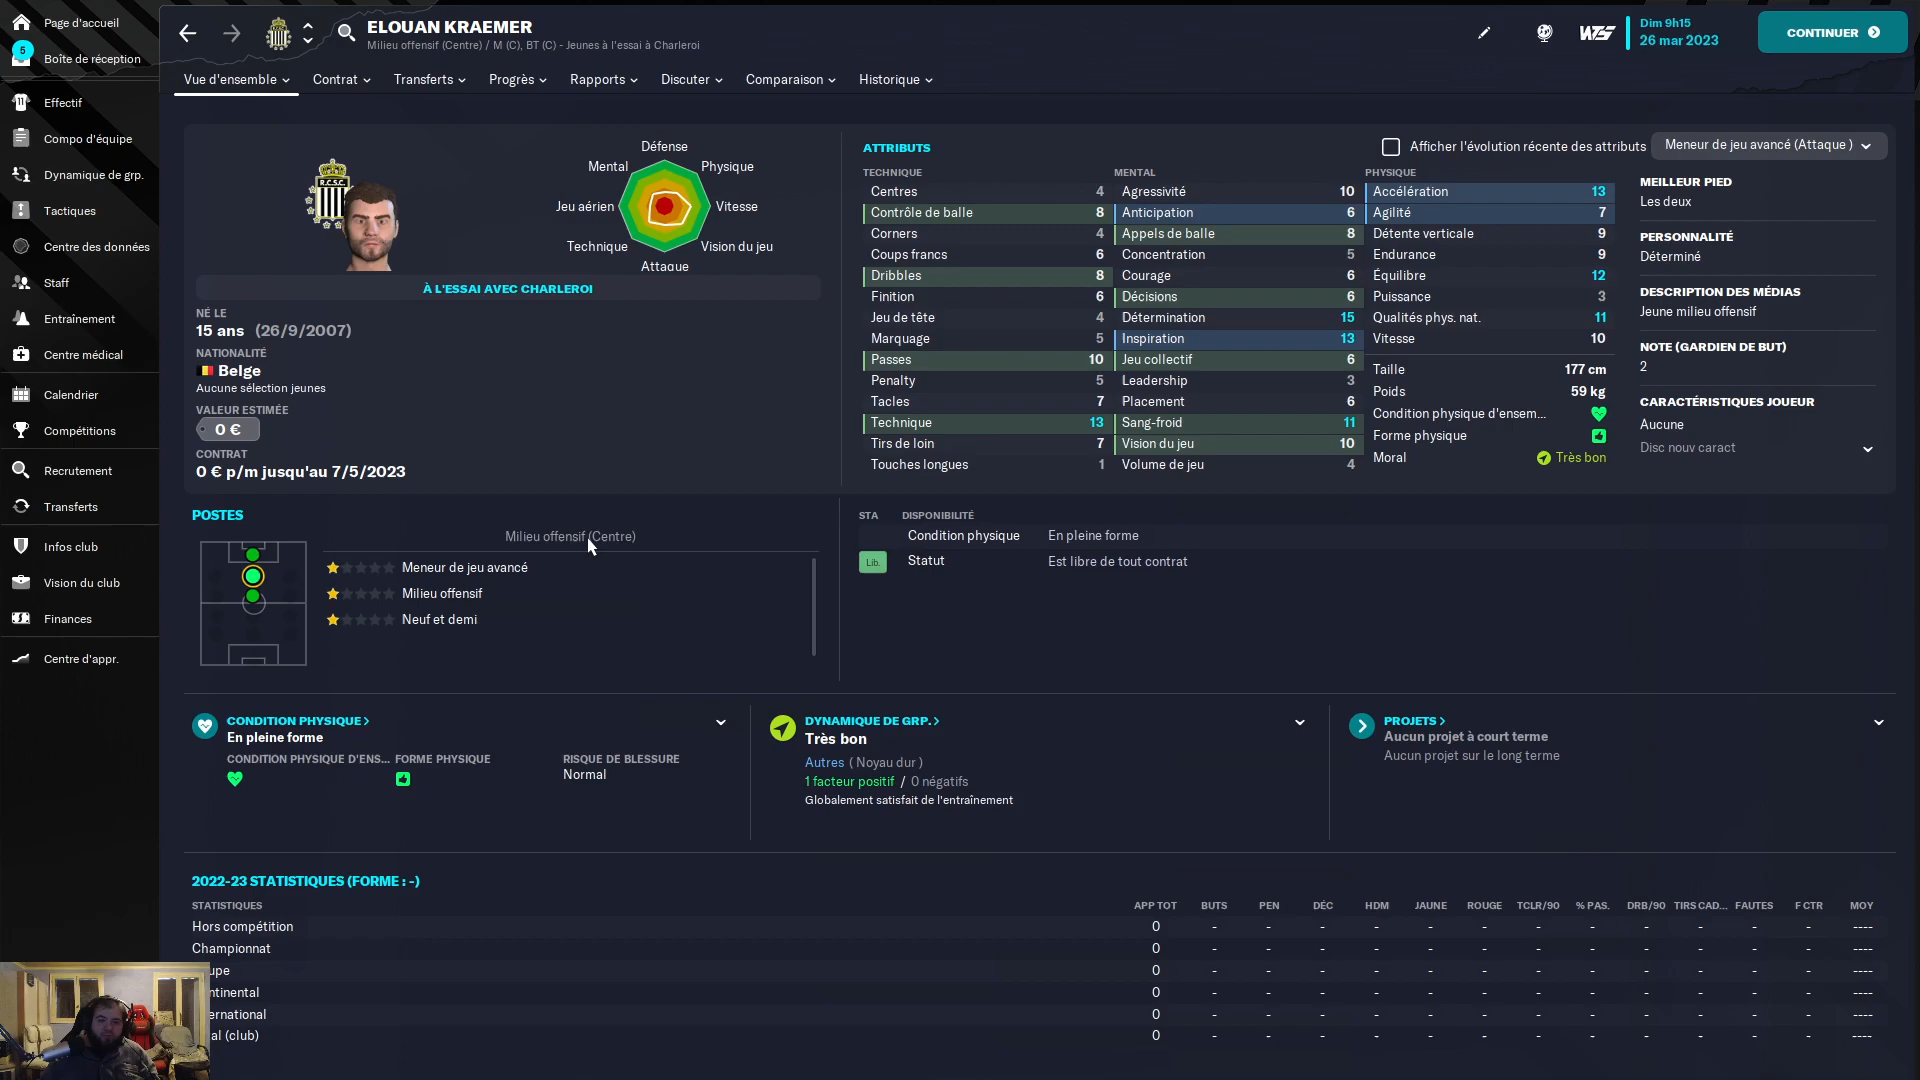 Page d'accueil
5
Boîte de réception
Effectif
Compo d'équipe
Dynamique de grp.
Tactiques
Centre des données
Staff
Entraînement
Centre médical
Calendrier
Compétitions
Recrutement
Transferts
Infos club
Vision du club
Finances
Centre d'appr.
ELOUAN KRAEMER
Milieu offensif (Centre) / M (C), BT (C) - Jeunes à l'essai à Charleroi
Dim 9h15
26 mar 2023
CONTINUER
Vue d'ensemble
Contrat
Transferts
Progrès
Rapports
Discuter
Comparaison
Historique
R.C.S.C.
Défense
Mental
Physique
Jeu aérien
Vitesse
Technique
Vision du jeu
Attaque
À L'ESSAI AVEC CHARLEROI
NÉ LE
15 ans (26/9/2007)
NATIONALITÉ
Belge
Aucune sélection jeunes
VALEUR ESTIMÉE
0 €
CONTRAT
0 € p/m jusqu'au 7/5/2023
ATTRIBUTS
Afficher l'évolution récente des attributs
Meneur de jeu avancé (Attaque )
TECHNIQUE
Centres 4
Contrôle de balle 8
Corners 4
Coups francs 6
Dribbles 8
Finition 6
Jeu de tête 4
Marquage 5
Passes 10
Penalty 5
Tacles 7
Technique 13
Tirs de loin 7
Touches longues 1
MENTAL
Agressivité 10
Anticipation 6
Appels de balle 8
Concentration 5
Courage 6
Décisions 6
Détermination 15
Inspiration 13
Jeu collectif 6
Leadership 3
Placement 6
Sang-froid 11
Vision du jeu 10
Volume de jeu 4
PHYSIQUE
Accélération 13
Agilité 7
Détente verticale 9
Endurance 9
Équilibre 12
Puissance 3
Qualités phys. nat. 11
Vitesse 10
Taille 177 cm
Poids 59 kg
Condition physique d'ensem...
Forme physique
Moral Très bon
MEILLEUR PIED
Les deux
PERSONNALITÉ
Déterminé
DESCRIPTION DES MÉDIAS
Jeune milieu offensif
NOTE (GARDIEN DE BUT)
2
CARACTÉRISTIQUES JOUEUR
Aucune
Disc nouv caract
POSTES
Milieu offensif (Centre)
Meneur de jeu avancé
Milieu offensif
Neuf et demi
STA DISPONIBILITÉ
Condition physique En pleine forme
Lib. Statut Est libre de tout contrat
CONDITION PHYSIQUE >
En pleine forme
CONDITION PHYSIQUE D'ENS... FORME PHYSIQUE RISQUE DE BLESSURE
Normal
DYNAMIQUE DE GRP. >
Très bon
Autres ( Noyau dur )
1 facteur positif / 0 négatifs
Globalement satisfait de l'entraînement
PROJETS >
Aucun projet à court terme
Aucun projet sur le long terme
2022-23 STATISTIQUES (FORME : -)
STATISTIQUES APP TOT BUTS PEN DÉC HDM JAUNE ROUGE TCLR/90 % PAS. DRB/90 TIRS CAD... FAUTES F CTR MOY
Hors compétition 0 - - - - - - - - - - - - ----
Championnat 0 - - - - - - - - - - - - ----
upe 0 - - - - - - - - - - - - ----
ntinental 0 - - - - - - - - - - - - ----
ernational 0 - - - - - - - - - - - - ----
al (club) 0 - - - - - - - - - - - - ----